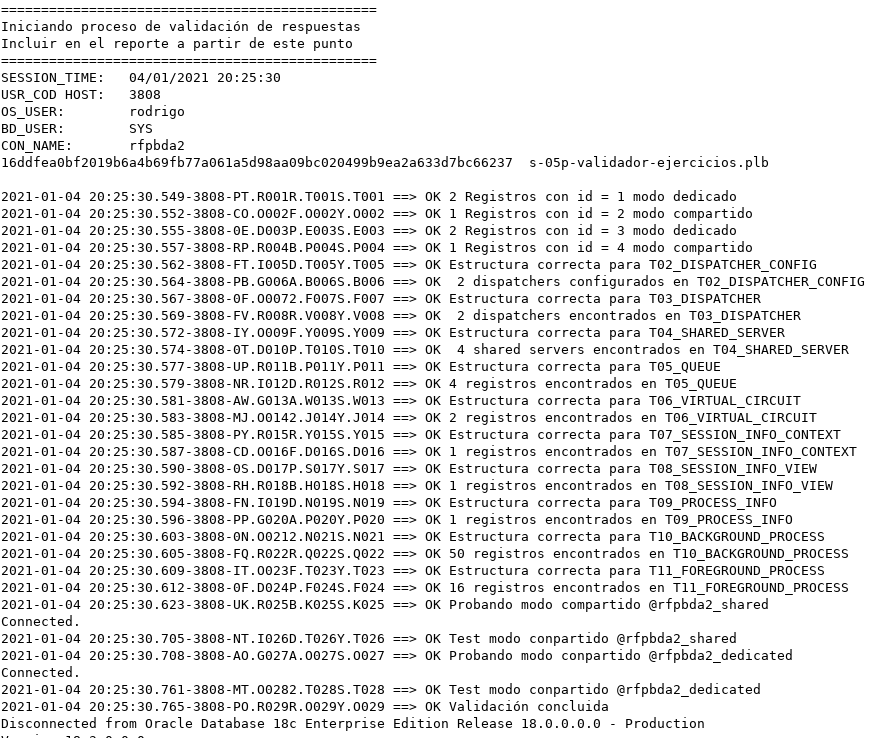 ===============================================
Iniciando proceso de validación de respuestas
Incluir en el reporte a partir de este punto
===============================================
SESSION_TIME:   04/01/2021 20:25:30
USR_COD HOST:   3808
OS_USER:        rodrigo
BD_USER:        SYS
CON_NAME:       rfpbda2
16ddfea0bf2019b6a4b69fb77a061a5d98aa09bc020499b9ea2a633d7bc66237  s-05p-validador-ejercicios.plb
2021-01-04 20:25:30.549-3808-PT.R001R.T001S.T001 ==> OK 2 Registros con id = 1 modo dedicado
2021-01-04 20:25:30.552-3808-CO.O002F.O002Y.O002 ==> OK 1 Registros con id = 2 modo compartido
2021-01-04 20:25:30.555-3808-0E.D003P.E003S.E003 ==> OK 2 Registros con id = 3 modo dedicado
2021-01-04 20:25:30.557-3808-RP.R004B.P004S.P004 ==> OK 1 Registros con id = 4 modo compartido
2021-01-04 20:25:30.562-3808-FT.I005D.T005Y.T005 ==> OK Estructura correcta para T02_DISPATCHER_CONFIG
2021-01-04 20:25:30.564-3808-PB.G006A.B006S.B006 ==> OK  2 dispatchers configurados en T02_DISPATCHER_CONFIG
2021-01-04 20:25:30.567-3808-0F.O0072.F007S.F007 ==> OK Estructura correcta para T03_DISPATCHER
2021-01-04 20:25:30.569-3808-FV.R008R.V008Y.V008 ==> OK  2 dispatchers encontrados en T03_DISPATCHER
2021-01-04 20:25:30.572-3808-IY.O009F.Y009S.Y009 ==> OK Estructura correcta para T04_SHARED_SERVER
2021-01-04 20:25:30.574-3808-0T.D010P.T010S.T010 ==> OK  4 shared servers encontrados en T04_SHARED_SERVER
2021-01-04 20:25:30.577-3808-UP.R011B.P011Y.P011 ==> OK Estructura correcta para T05_QUEUE
2021-01-04 20:25:30.579-3808-NR.I012D.R012S.R012 ==> OK 4 registros encontrados en T05_QUEUE
2021-01-04 20:25:30.581-3808-AW.G013A.W013S.W013 ==> OK Estructura correcta para T06_VIRTUAL_CIRCUIT
2021-01-04 20:25:30.583-3808-MJ.O0142.J014Y.J014 ==> OK 2 registros encontrados en T06_VIRTUAL_CIRCUIT
2021-01-04 20:25:30.585-3808-PY.R015R.Y015S.Y015 ==> OK Estructura correcta para T07_SESSION_INFO_CONTEXT
2021-01-04 20:25:30.587-3808-CD.O016F.D016S.D016 ==> OK 1 registros encontrados en T07_SESSION_INFO_CONTEXT
2021-01-04 20:25:30.590-3808-0S.D017P.S017Y.S017 ==> OK Estructura correcta para T08_SESSION_INFO_VIEW
2021-01-04 20:25:30.592-3808-RH.R018B.H018S.H018 ==> OK 1 registros encontrados en T08_SESSION_INFO_VIEW
2021-01-04 20:25:30.594-3808-FN.I019D.N019S.N019 ==> OK Estructura correcta para T09_PROCESS_INFO
2021-01-04 20:25:30.596-3808-PP.G020A.P020Y.P020 ==> OK 1 registros encontrados en T09_PROCESS_INFO
2021-01-04 20:25:30.603-3808-0N.O0212.N021S.N021 ==> OK Estructura correcta para T10_BACKGROUND_PROCESS
2021-01-04 20:25:30.605-3808-FQ.R022R.Q022S.Q022 ==> OK 50 registros encontrados en T10_BACKGROUND_PROCESS
2021-01-04 20:25:30.609-3808-IT.O023F.T023Y.T023 ==> OK Estructura correcta para T11_FOREGROUND_PROCESS
2021-01-04 20:25:30.612-3808-0F.D024P.F024S.F024 ==> OK 16 registros encontrados en T11_FOREGROUND_PROCESS
2021-01-04 20:25:30.623-3808-UK.R025B.K025S.K025 ==> OK Probando modo compartido @rfpbda2_shared
Connected.
2021-01-04 20:25:30.705-3808-NT.I026D.T026Y.T026 ==> OK Test modo conpartido @rfpbda2_shared
2021-01-04 20:25:30.708-3808-AO.G027A.O027S.O027 ==> OK Probando modo conpartido @rfpbda2_dedicated
Connected.
2021-01-04 20:25:30.761-3808-MT.O0282.T028S.T028 ==> OK Test modo conpartido @rfpbda2_dedicated
2021-01-04 20:25:30.765-3808-PO.R029R.O029Y.O029 ==> OK Validación concluida
Disconnected from Oracle Database 18c Enterprise Edition Release 18.0.0.0.0 - Production